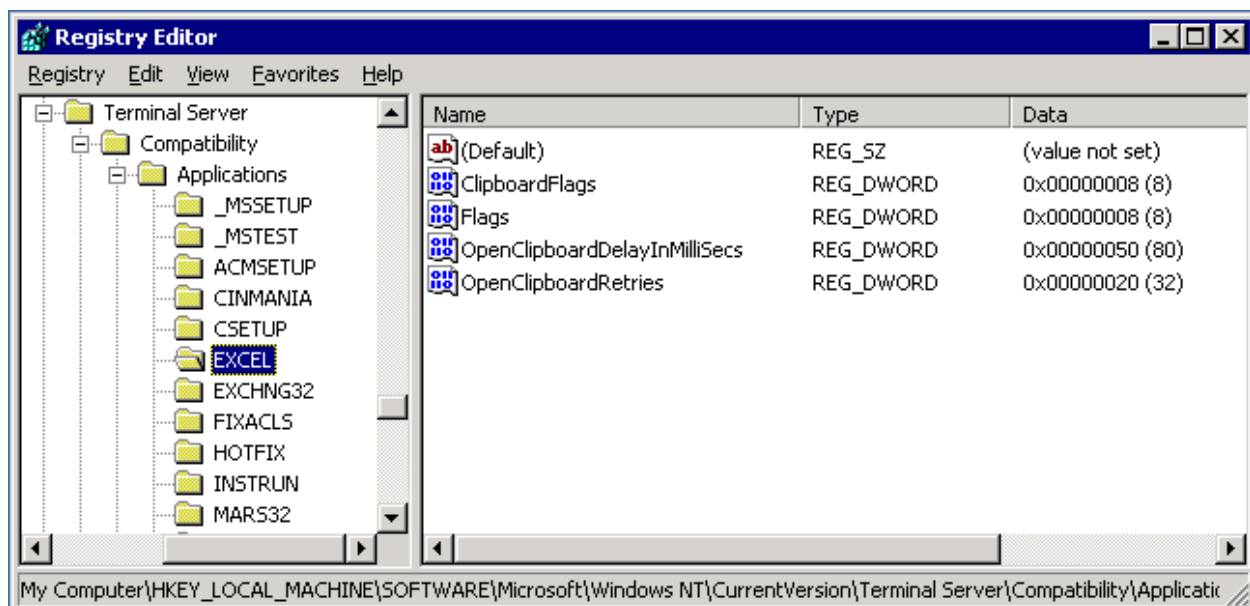 Registry Editor
Registry Edit View Favorites Help
Terminal Server
Compatibility
Applications
_MSSETUP
_MSTEST
ACMSETUP
CINMANIA
CSETUP
EXCEL
EXCHNG32
FIXACLS
HOTFIX
INSTRUN
MARS32
Name Type Data
(Default) REG_SZ (value not set)
ClipboardFlags REG_DWORD 0x00000008 (8)
Flags REG_DWORD 0x00000008 (8)
OpenClipboardDelayInMilliSecs REG_DWORD 0x00000050 (80)
OpenClipboardRetries REG_DWORD 0x00000020 (32)
My Computer\HKEY_LOCAL_MACHINE\SOFTWARE\Microsoft\Windows NT\CurrentVersion\Terminal Server\Compatibility\Applicatic